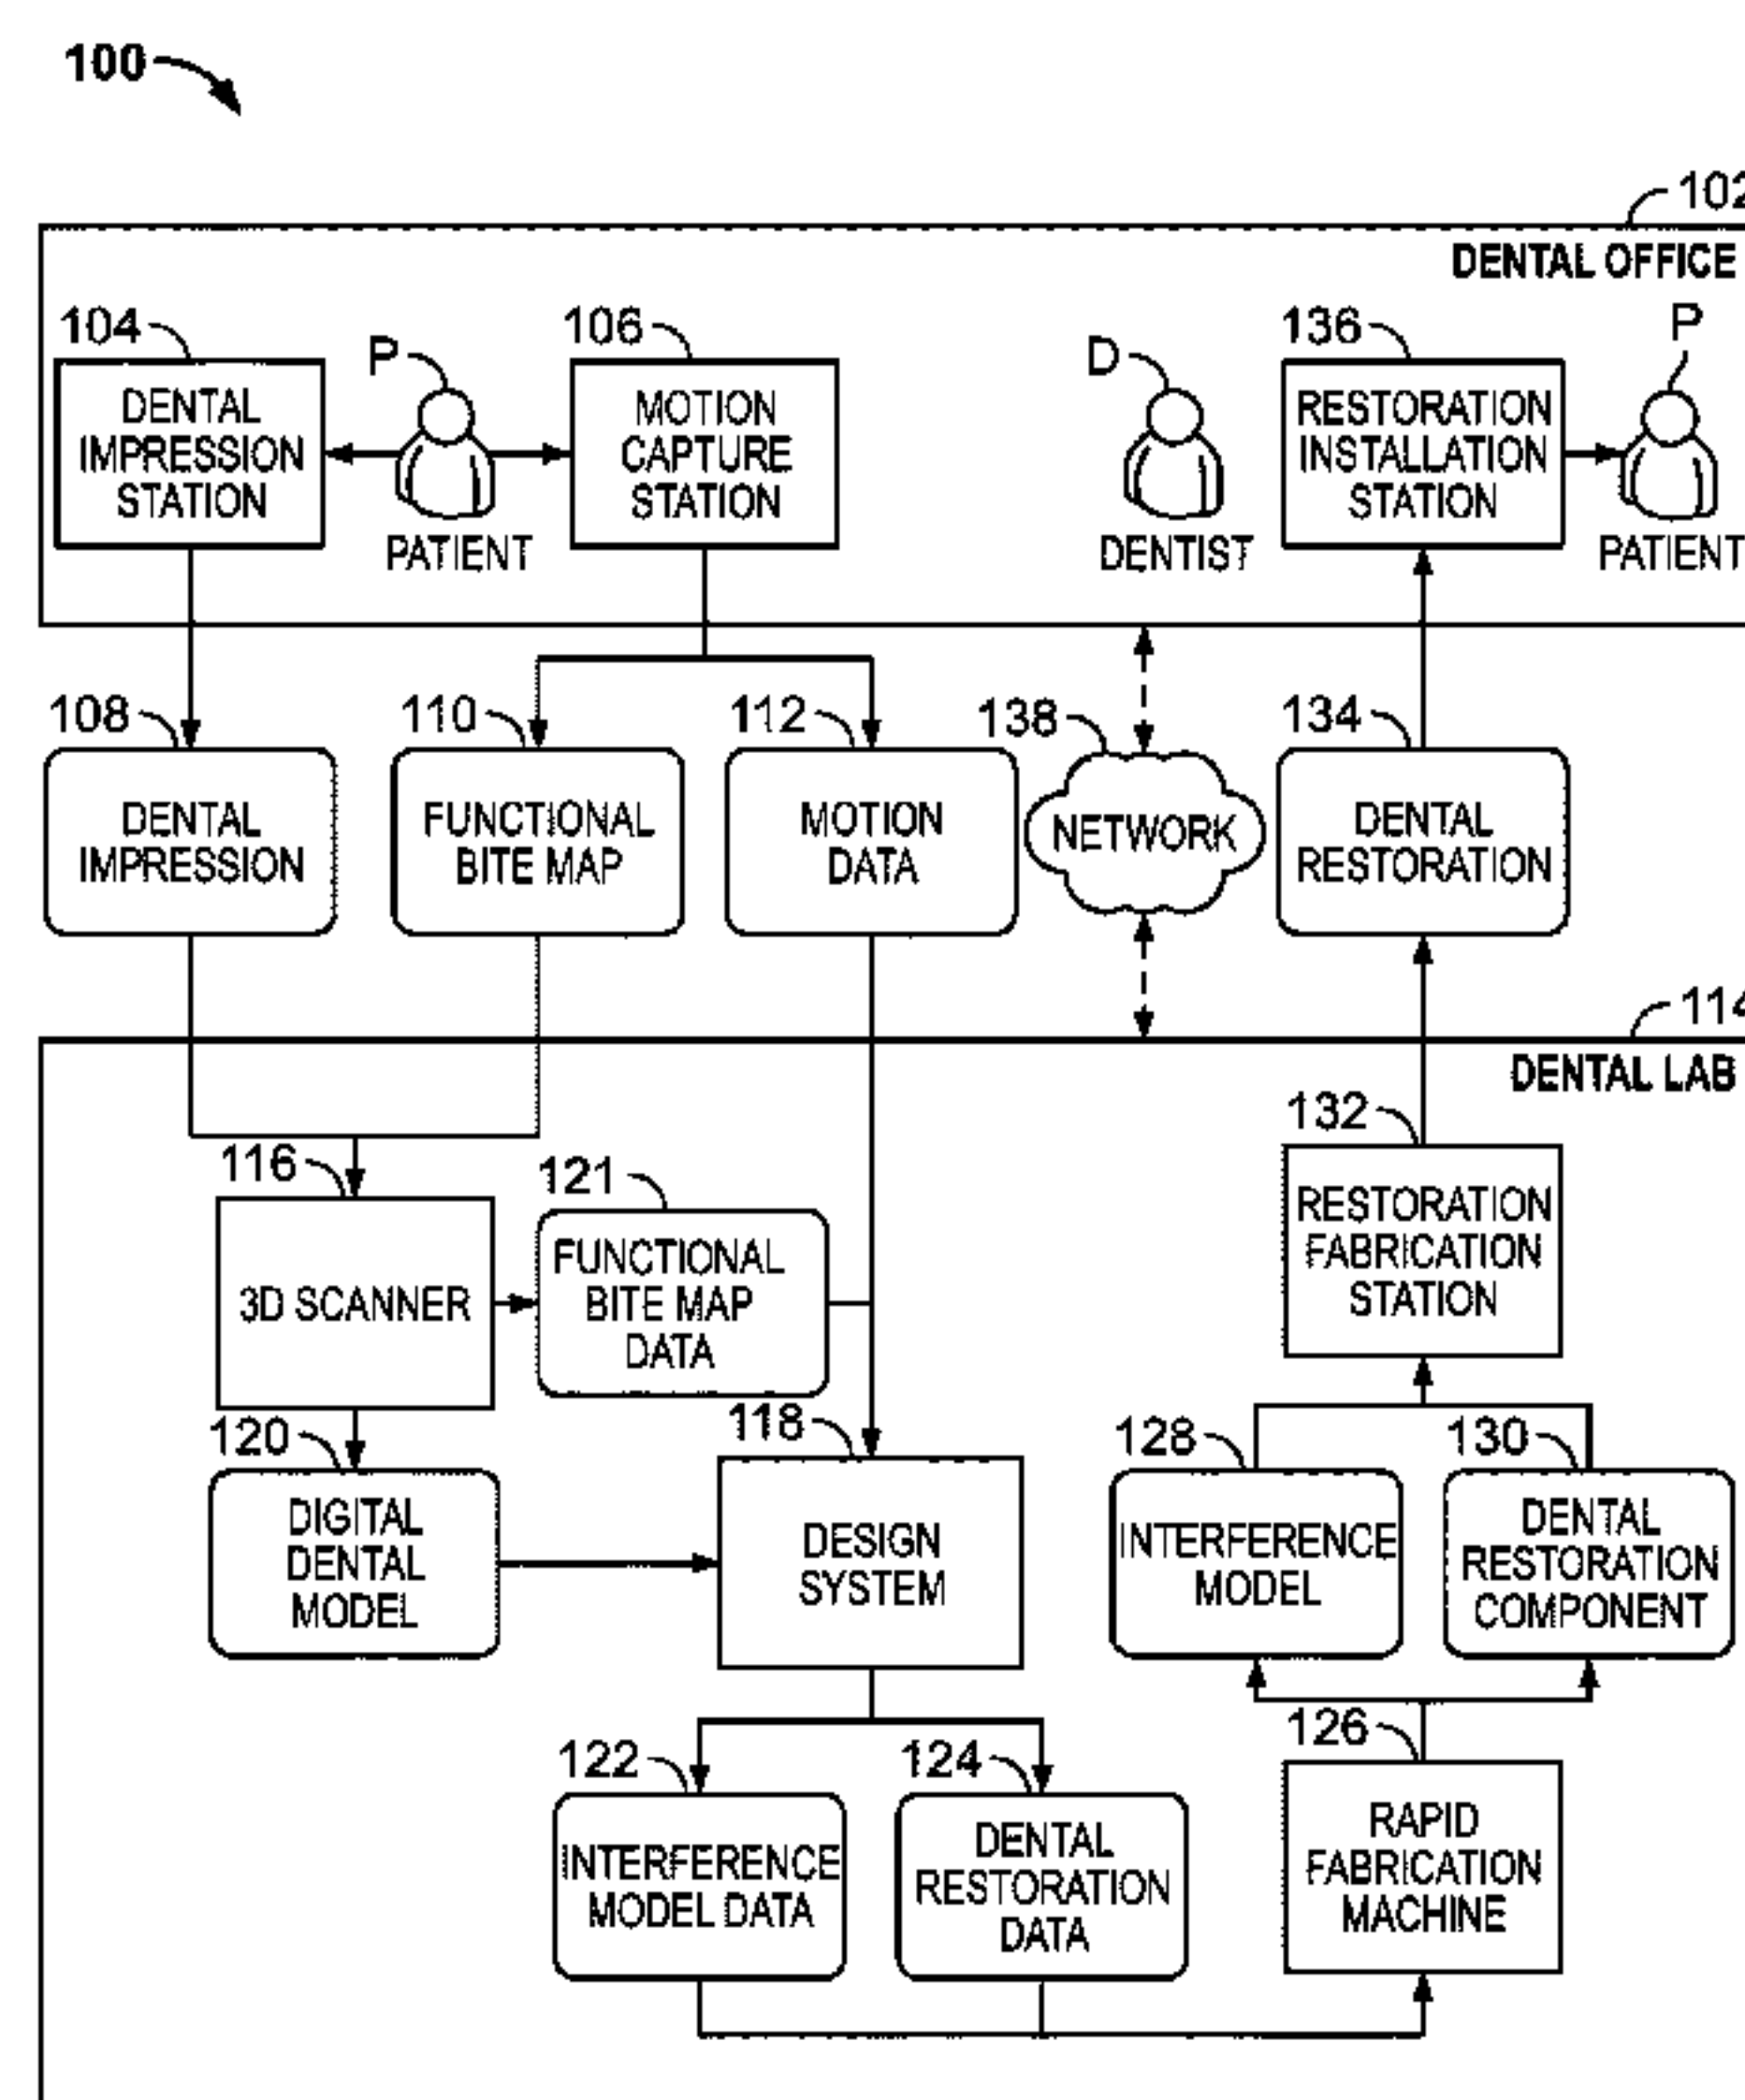 100
102
DENTAL OFFICE
104
P
106
D
136
P
DENTAL
IMPRESSION
STATION
PATIENT
MOTION
CAPTURE
STATION
DENTIST
RESTORATION
INSTALLATION
STATION
PATIENT
108
110
112
138
134
DENTAL
IMPRESSION
FUNCTIONAL
BITE MAP
MOTION
DATA
NETWORK
DENTAL
RESTORATION
114
DENTAL LAB
116
121
132
3D SCANNER
FUNCTIONAL
BITE MAP
DATA
RESTORATION
FABRICATION
STATION
120
118
128
130
DIGITAL
DENTAL
MODEL
DESIGN
SYSTEM
INTERFERENCE
MODEL
DENTAL
RESTORATION
COMPONENT
122
124
126
INTERFERENCE
MODEL DATA
DENTAL
RESTORATION
DATA
RAPID
FABRICATION
MACHINE